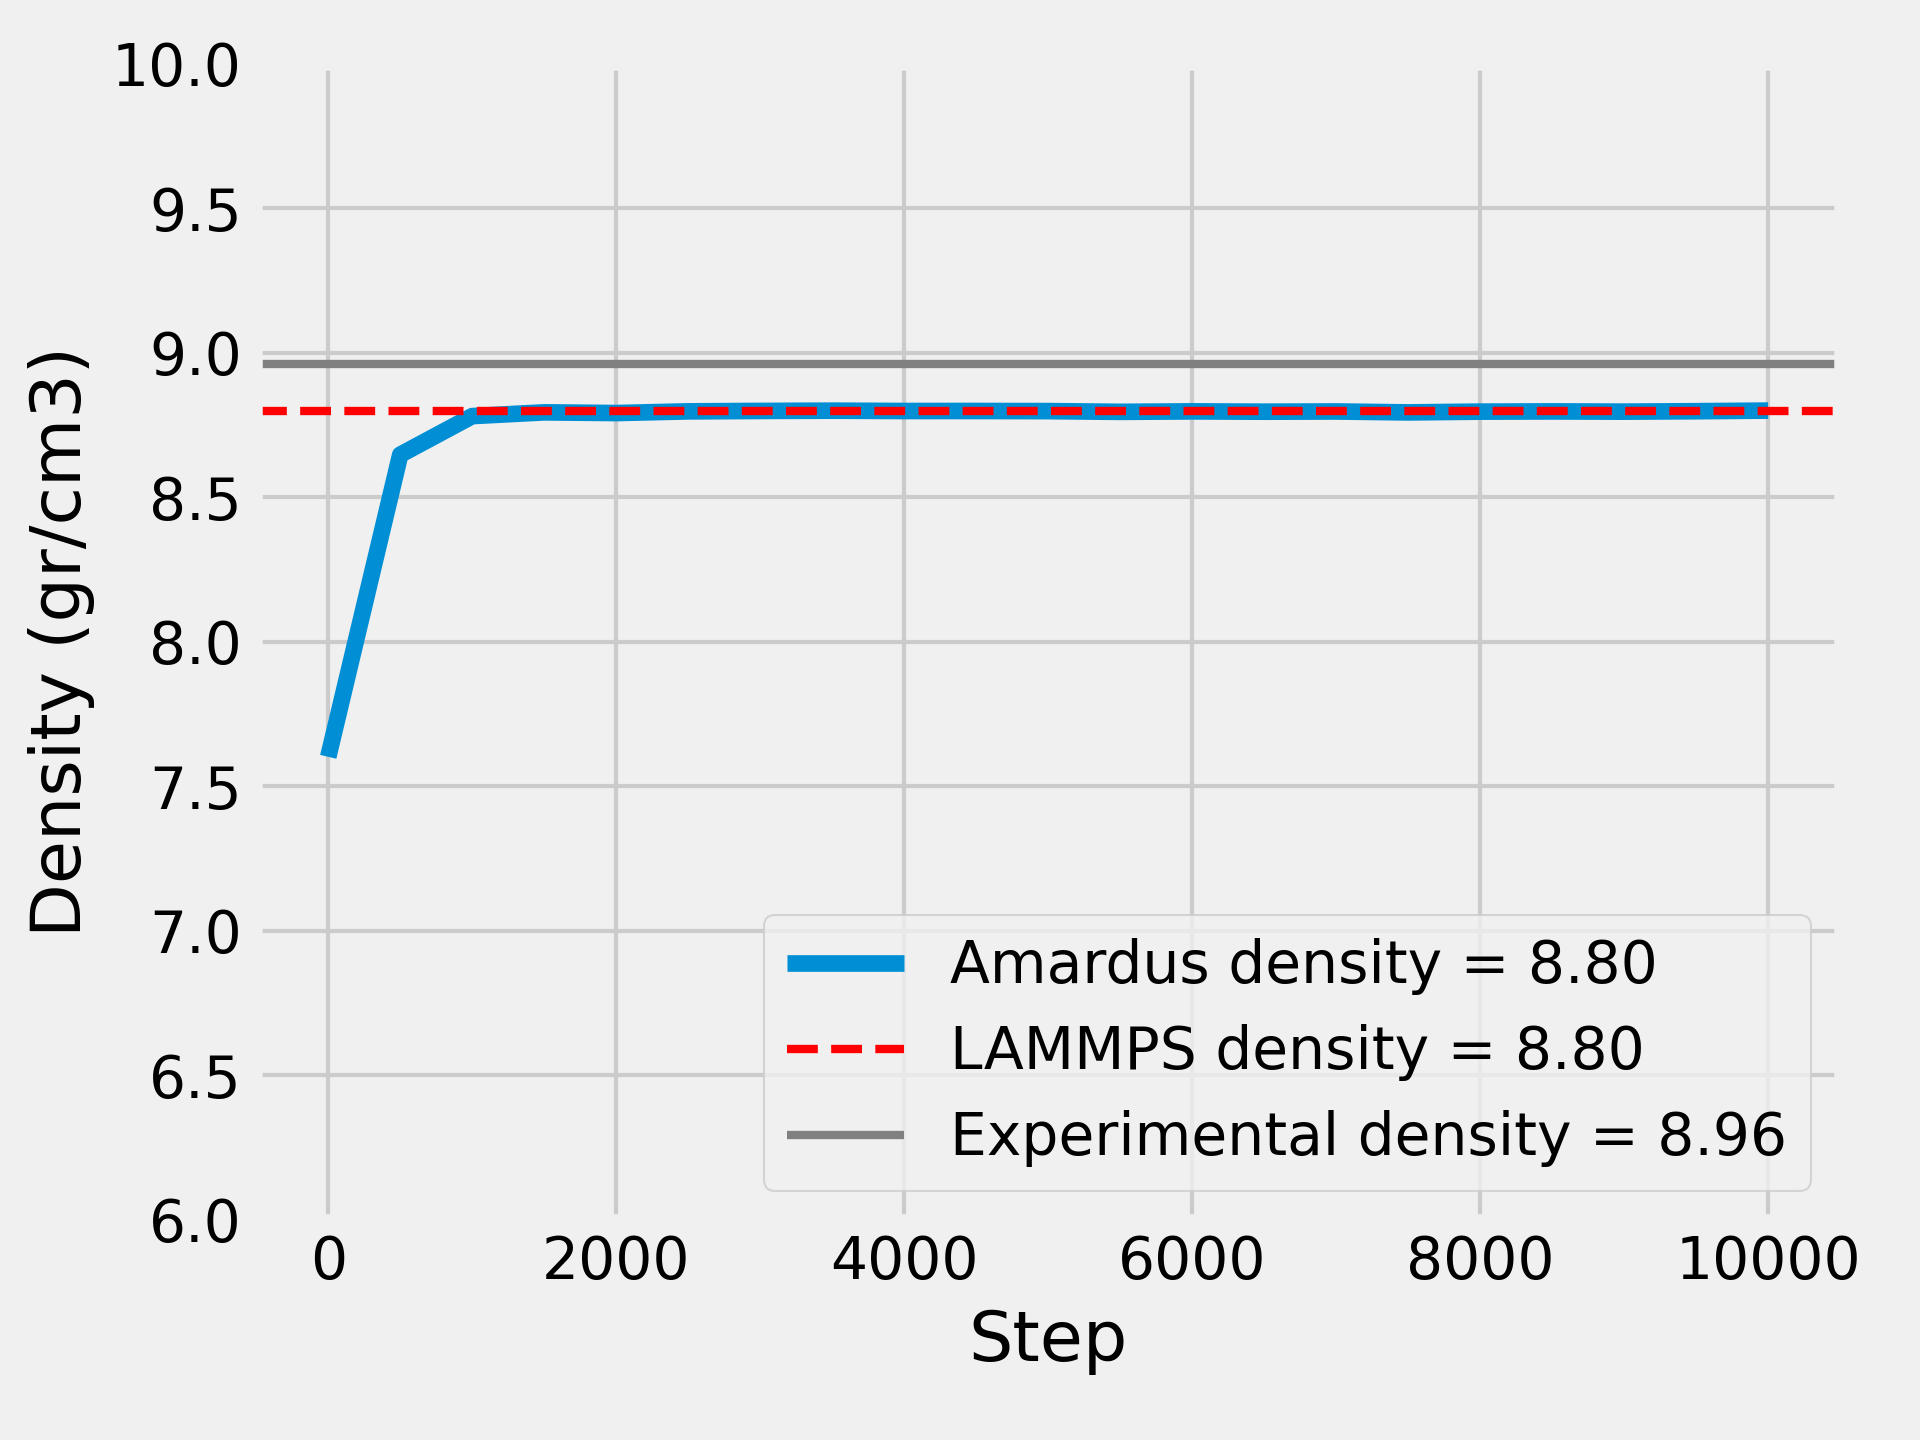 10.0
9.5
9.0
8.5
8.0
7.5
7.0
6.5
6.0
Density (gr/cm3)
Amardus density = 8.80
LAMMPS density = 8.80
Experimental density = 8.96
0 2000 4000 6000 8000 10000
Step